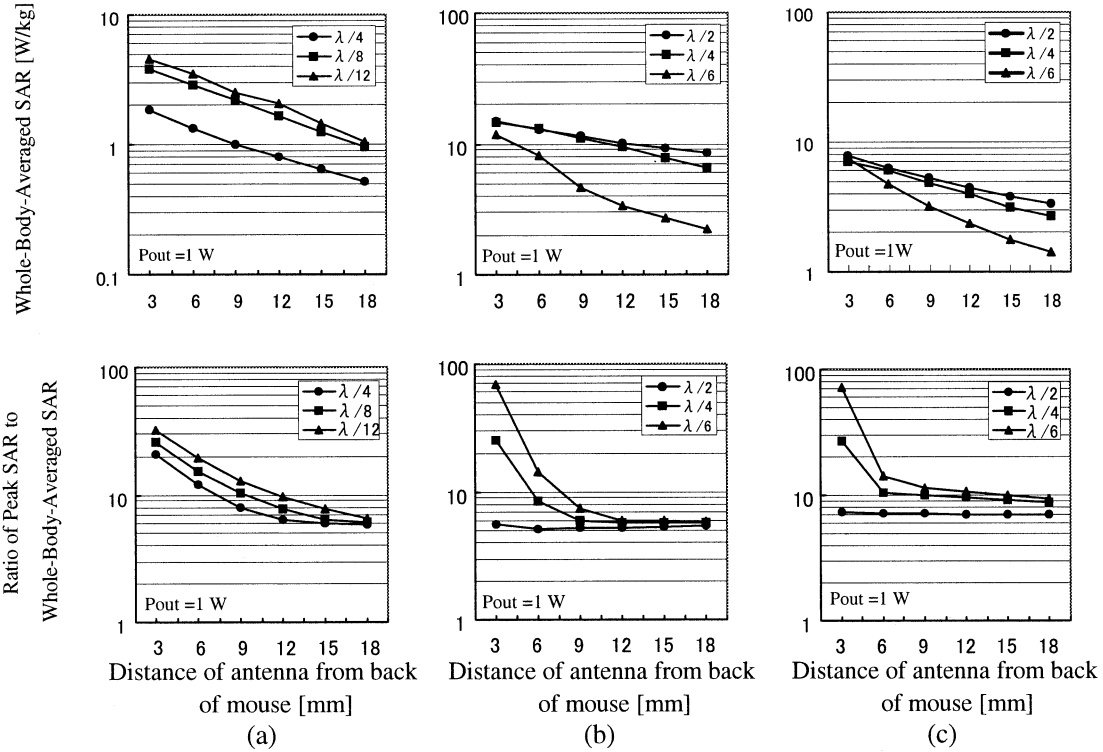 Whole-Body-Averaged SAR [W/kg]
10
1
0.1
λ/4
λ/8
λ/12
Pout =1 W
3 6 9 12 15 18
100
10
1
λ/2
λ/4
λ/6
Pout =1 W
3 6 9 12 15 18
100
10
1
λ/2
λ/4
λ/6
Pout =1W
3 6 9 12 15 18
Ratio of Peak SAR to
Whole-Body-Averaged SAR
100
10
1
λ/4
λ/8
λ/12
Pout =1 W
3 6 9 12 15 18
Distance of antenna from back
of mouse [mm]
(a)
100
10
1
λ/2
λ/4
λ/6
Pout =1 W
3 6 9 12 15 18
Distance of antenna from back
of mouse [mm]
(b)
100
10
1
λ/2
λ/4
λ/6
Pout =1 W
3 6 9 12 15 18
Distance of antenna from back
of mouse [mm]
(c)